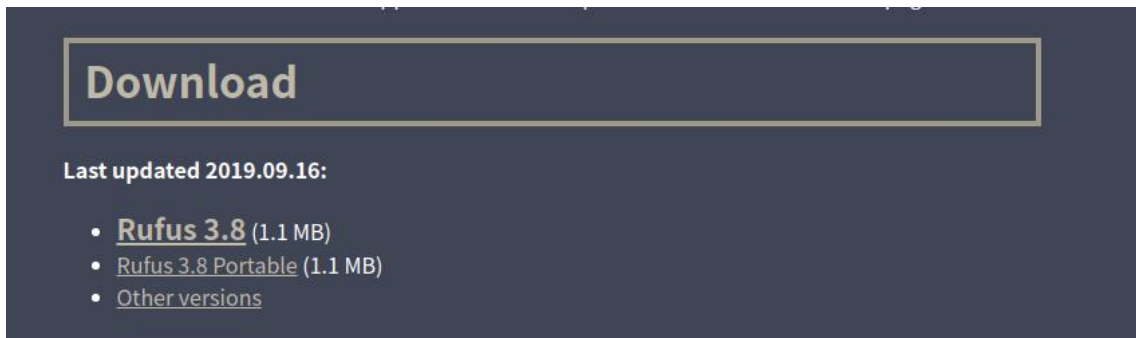 Download
Last updated 2019.09.16:
Rufus 3.8 (1.1 MB)
Rufus 3.8 Portable (1.1 MB)
Other versions